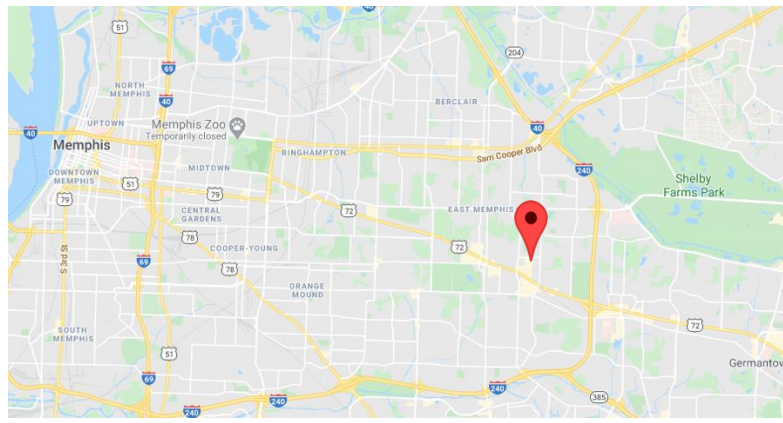 51
204
69
NORTH
MEMPHIS
40
BERCLAIR
UPTOWN
Memphis Zoo
Temporarily closed
40
40
Memphis
BINGHAMPTON
Sam Cooper Blvd
MIDTOWN
240
DOWNTOWN
MEMPHIS
51
79
Shelby
Farms Park
79
CENTRAL
GARDENS
72
EAST MEMPHIS
78
COOPER-YOUNG
72
S 3rd St
69
78
ORANGE
MOUND
SOUTH
MEMPHIS
72
51
Germantow
69
240
240
385
240